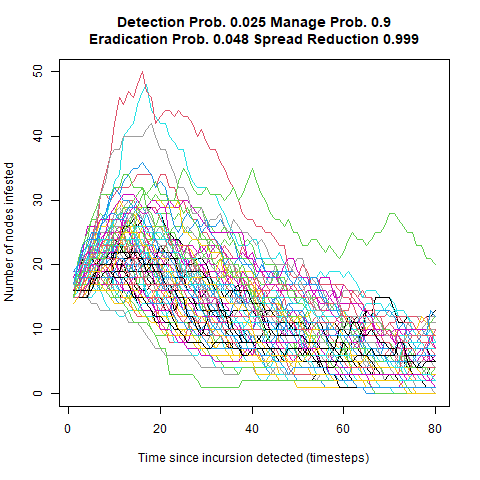 Detection Prob. 0.025 Manage Prob. 0.9
Eradication Prob. 0.048 Spread Reduction 0.999
Number of nodes infested
50
40
30
20
10
0
0
20
40
60
80
Time since incursion detected (timesteps)